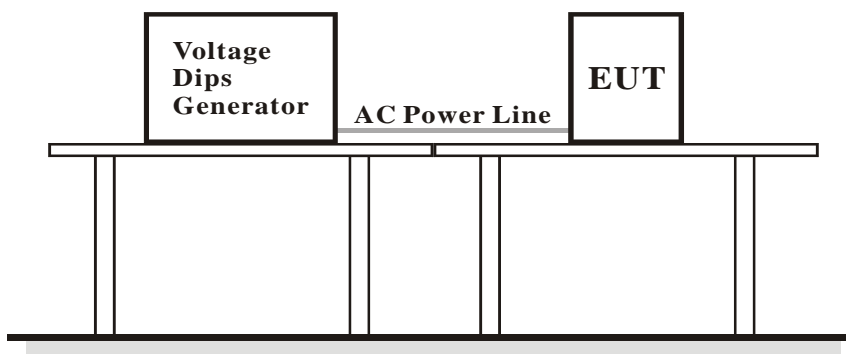 Voltage
Dips
Generator
AC Power Line
EUT